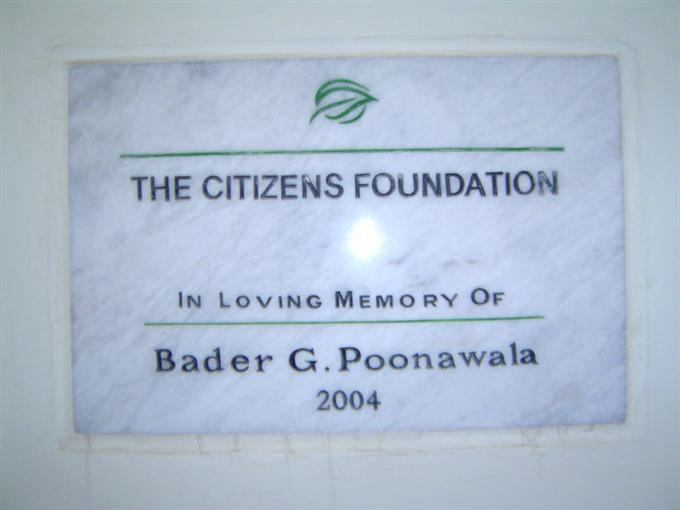 THE CITIZENS FOUNDATION
IN LOVING MEMORY OF
Bader G. Poonawala
2004